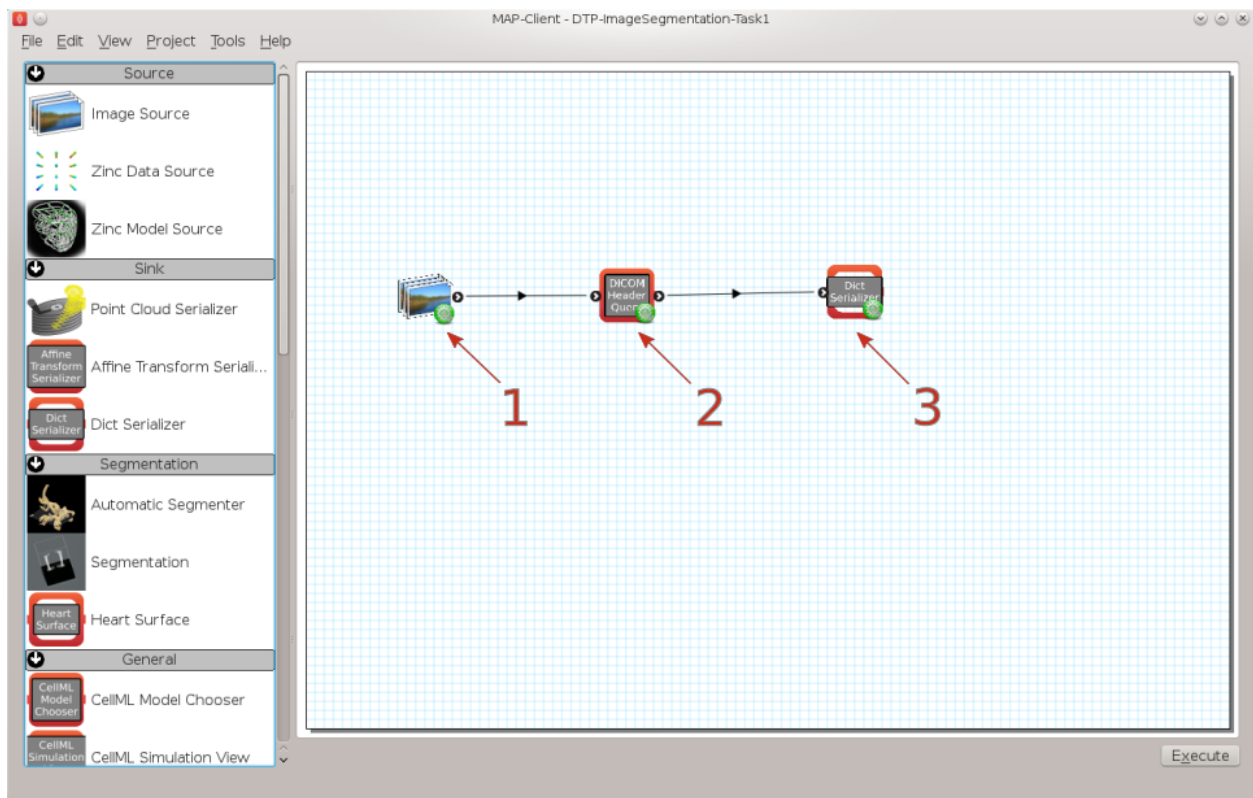 MAP-Client - DTP-ImageSegmentation-Task1
File Edit View Project Tools Help
Source
Image Source
Zinc Data Source
Zinc Model Source
Sink
Point Cloud Serializer
Affine
Transform
Serializer
Affine Transform Seriali...
Dict
Serializer
Dict Serializer
Segmentation
Automatic Segmenter
Segmentation
Heart
Surface
Heart Surface
General
CellML
Model
Chooser
CellML Model Chooser
CellML
Simulation
CellML Simulation View
DICOM
Header
Dict
Serializer
1
2
3
Execute